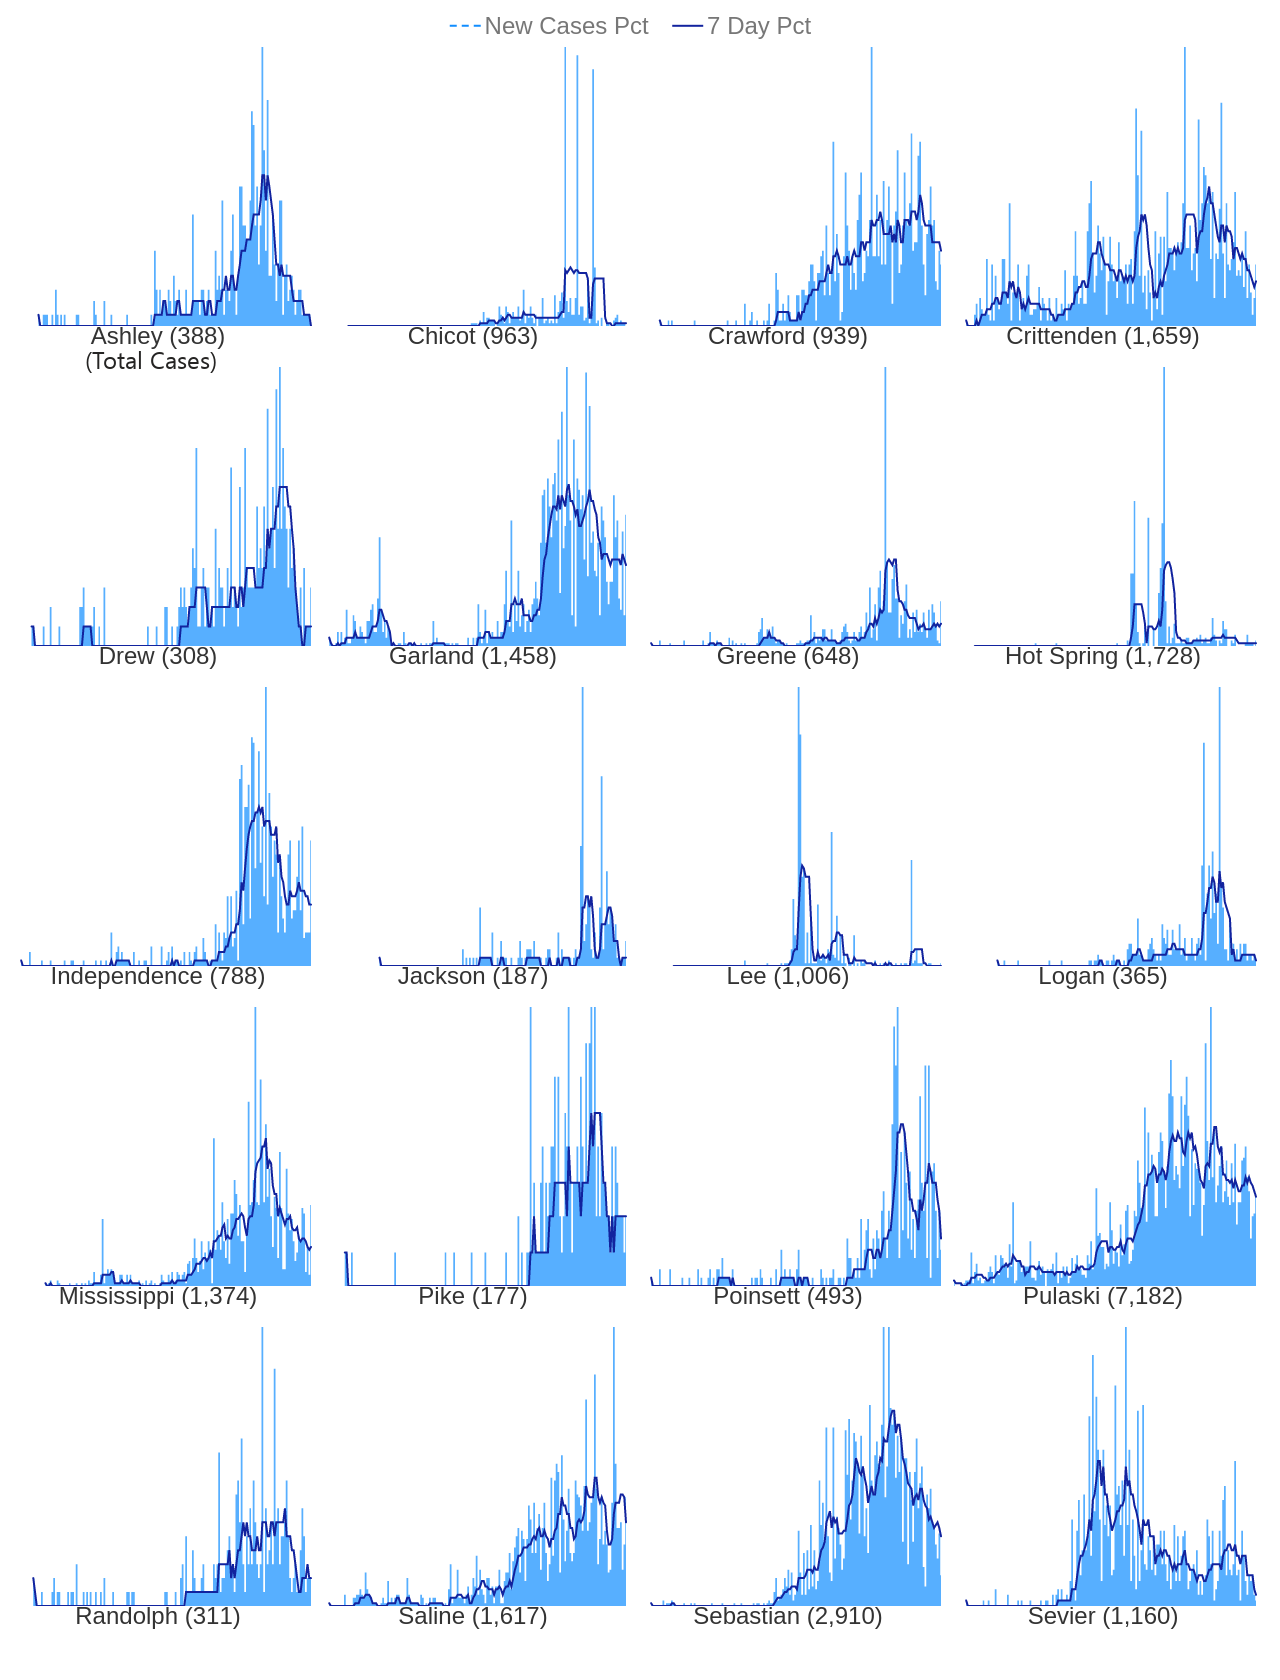 New Cases Pct 7 Day Pct
Ashley (388) Chicot (963) Crawford (939) Crittenden (1,659)
(Total Cases)
Drew (308) Garland (1,458) Greene (648) Hot Spring (1,728)
Independence (788) Jackson (187) Lee (1,006) Logan (365)
Mississippi (1,374) Pike (177) Poinsett (493) Pulaski (7,182)
Randolph (311) Saline (1,617) Sebastian (2,910) Sevier (1,160)